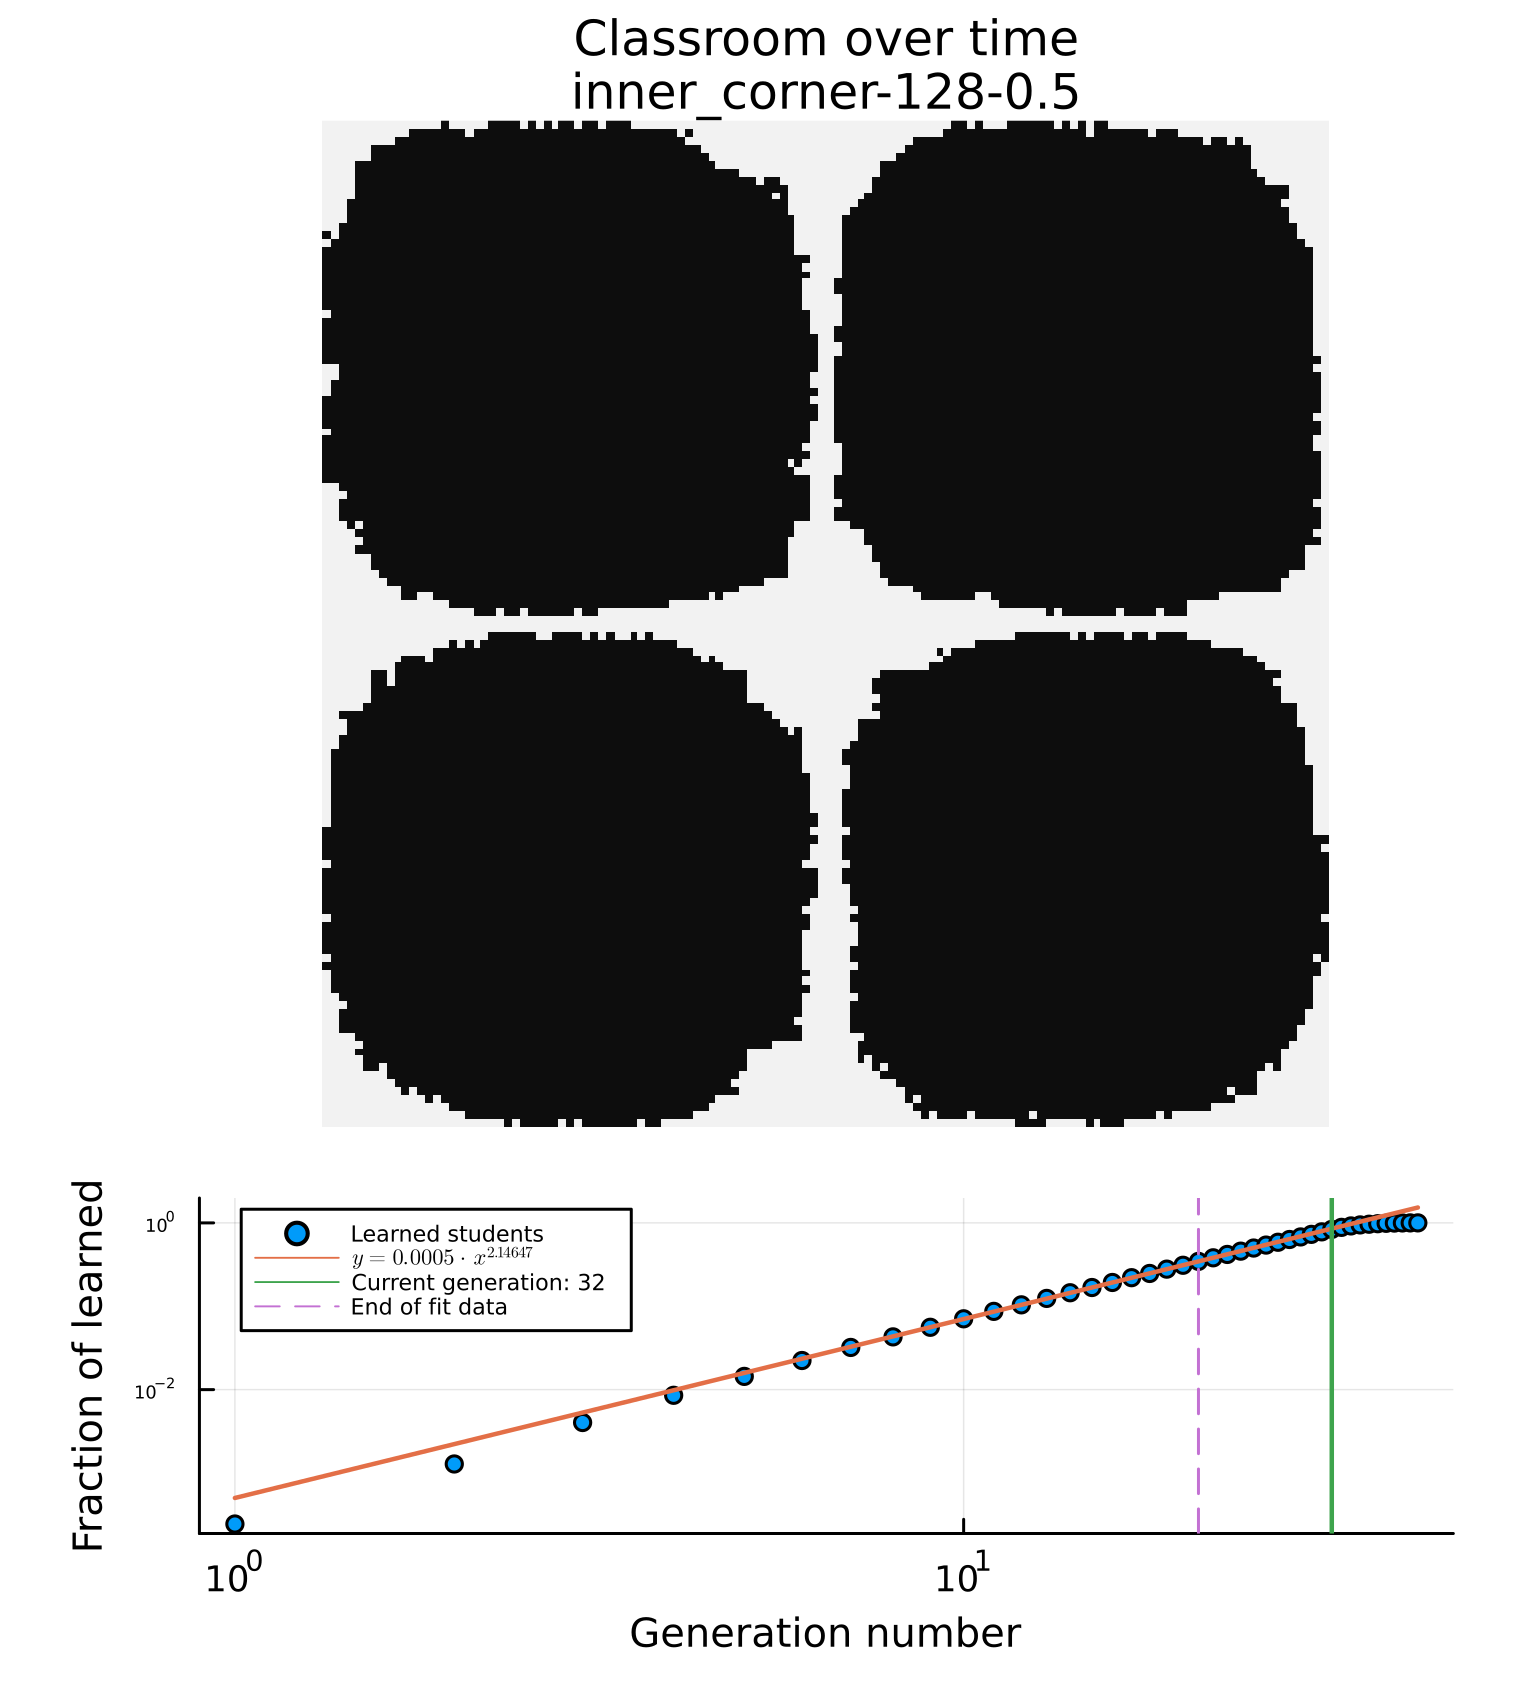 Classroom over time
inner_corner-128-0.5
Fraction of learned
10^0
10^-2
Learned students
y = 0.0005 · x^2.14647
Current generation: 32
End of fit data
10^0
10^1
Generation number